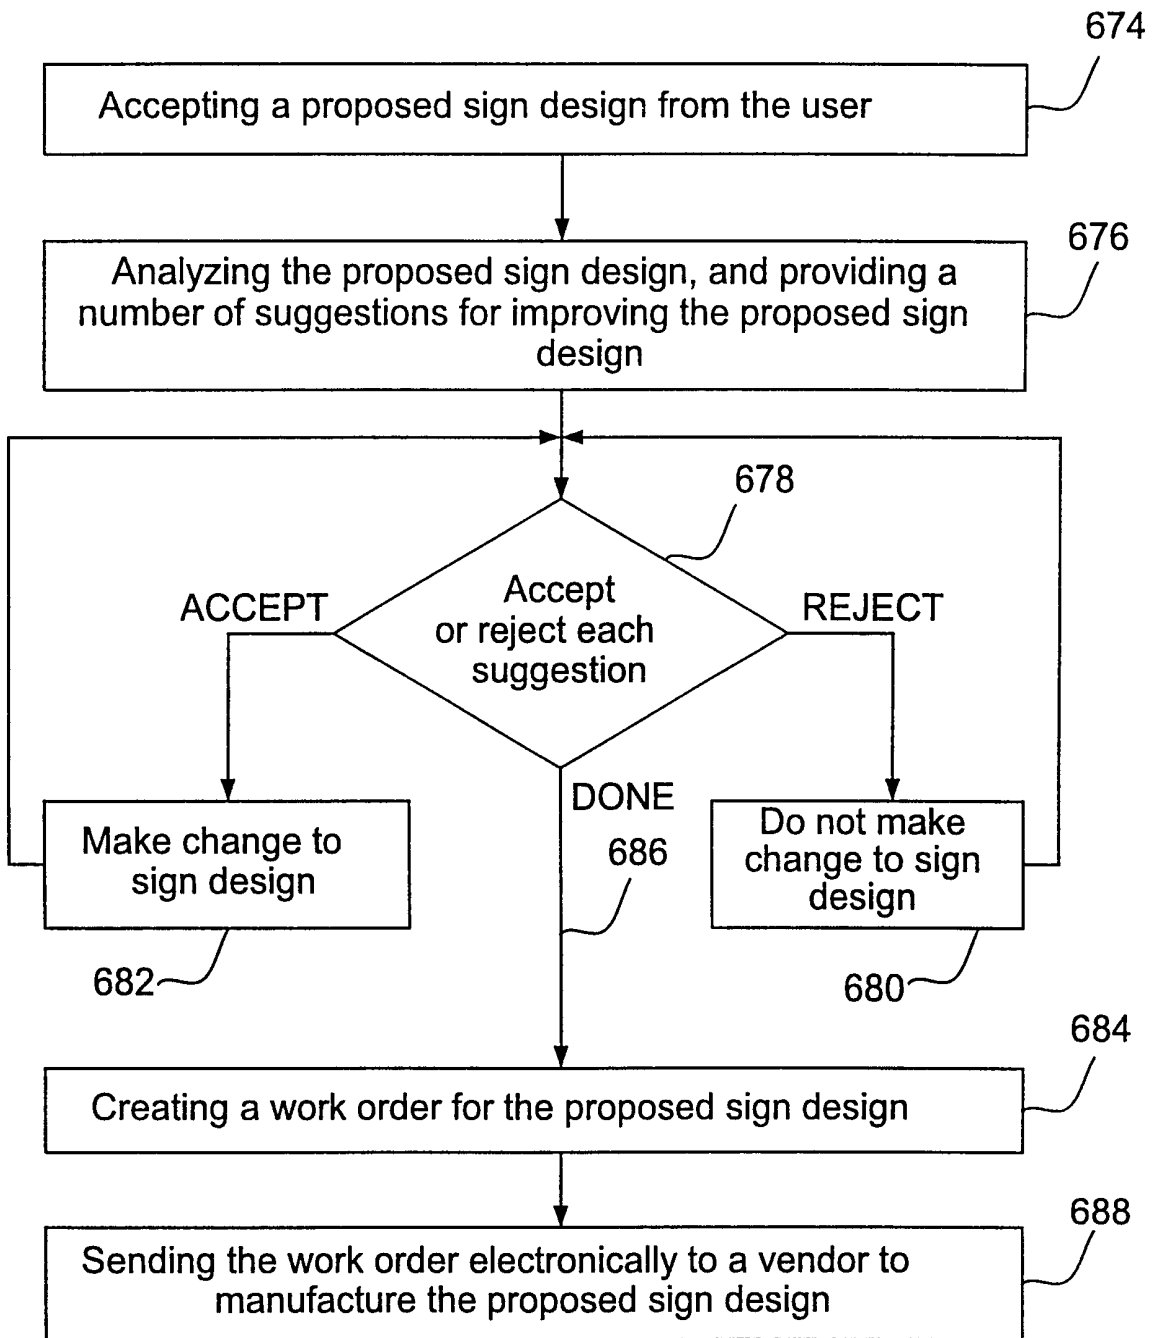 674
Accepting a proposed sign design from the user
676
Analyzing the proposed sign design, and providing a
number of suggestions for improving the proposed sign
design
678
Accept
or reject each
suggestion
ACCEPT
REJECT
DONE
686
Make change to
sign design
682
Do not make
change to sign
design
680
684
Creating a work order for the proposed sign design
688
Sending the work order electronically to a vendor to
manufacture the proposed sign design